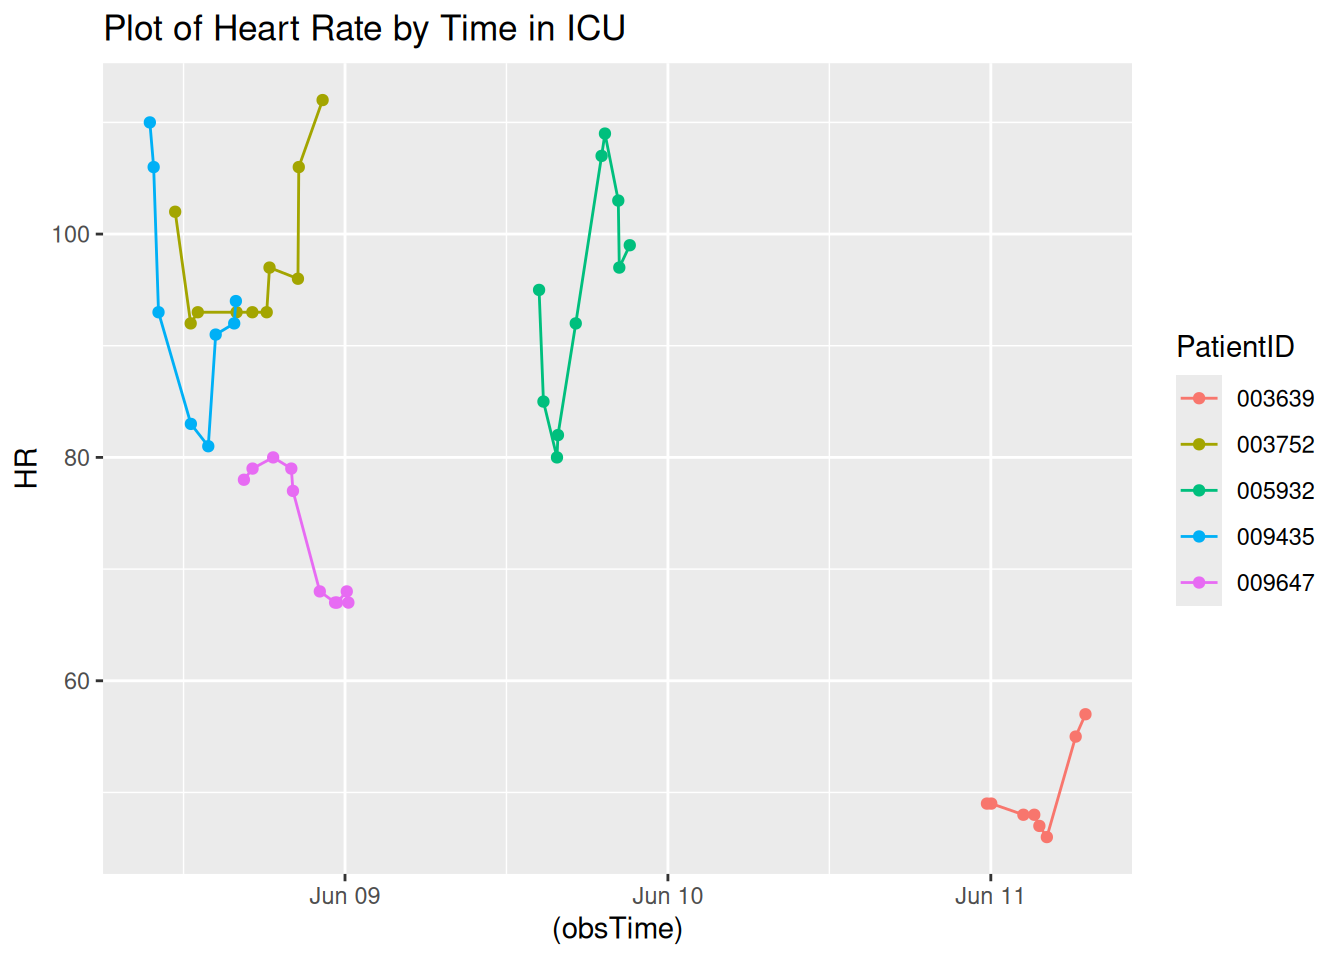 Plot of Heart Rate by Time in ICU
HR
100
80
60
Jun 09
Jun 10
Jun 11
(obsTime)
PatientID
003639
003752
005932
009435
009647